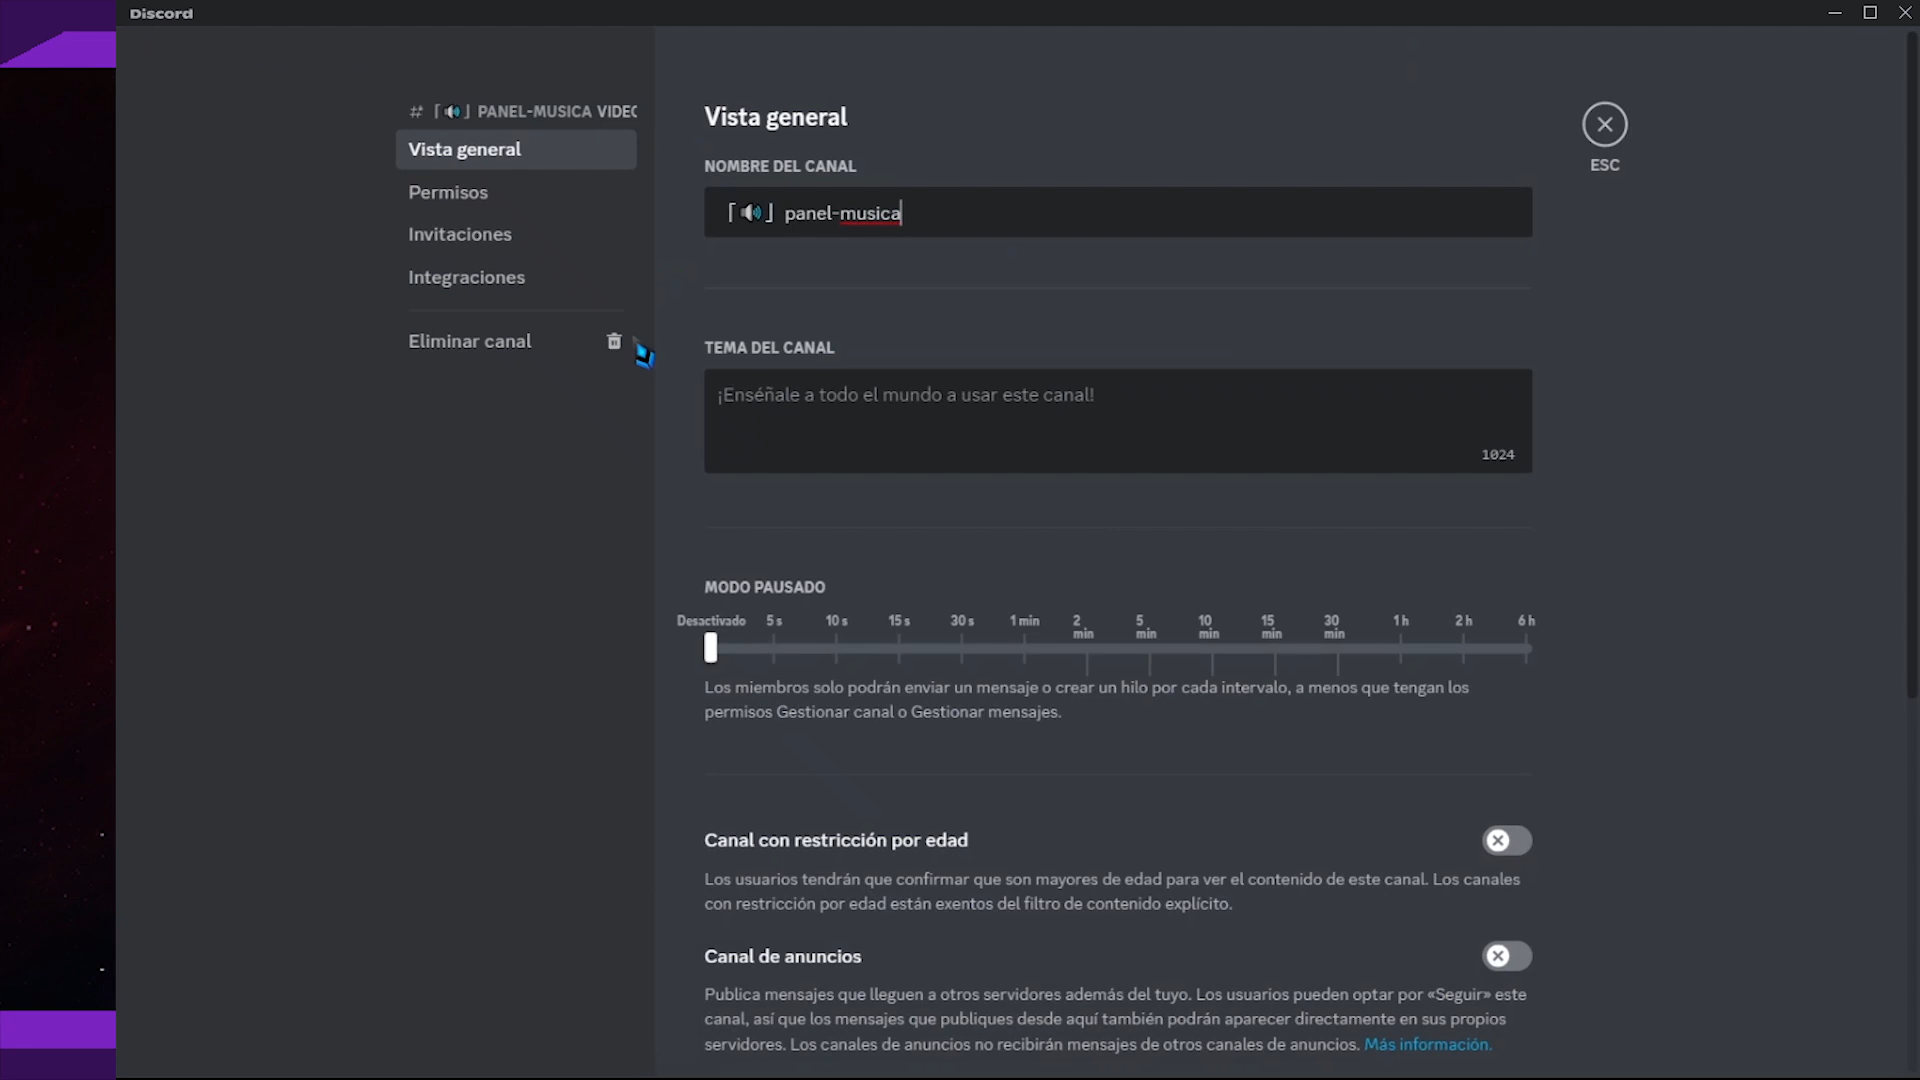 Discord
# ⌈🔊⌋ PANEL-MUSICA VIDEO
Vista general
Permisos
Invitaciones
Integraciones
Eliminar canal
Vista general
NOMBRE DEL CANAL
⌈🔊⌋ panel-musica
ESC
TEMA DEL CANAL
¡Enséñale a todo el mundo a usar este canal!
1024
MODO PAUSADO
Desactivado 5 s 10 s 15 s 30 s 1 min 2 min 5 min 10 min 15 min 30 min 1 h 2 h 6 h
Los miembros solo podrán enviar un mensaje o crear un hilo por cada intervalo, a menos que tengan los
permisos Gestionar canal o Gestionar mensajes.
Canal con restricción por edad
Los usuarios tendrán que confirmar que son mayores de edad para ver el contenido de este canal. Los canales
con restricción por edad están exentos del filtro de contenido explícito.
Canal de anuncios
Publica mensajes que lleguen a otros servidores además del tuyo. Los usuarios pueden optar por «Seguir» este
canal, así que los mensajes que publiques desde aquí también podrán aparecer directamente en sus propios
servidores. Los canales de anuncios no recibirán mensajes de otros canales de anuncios. Más información.